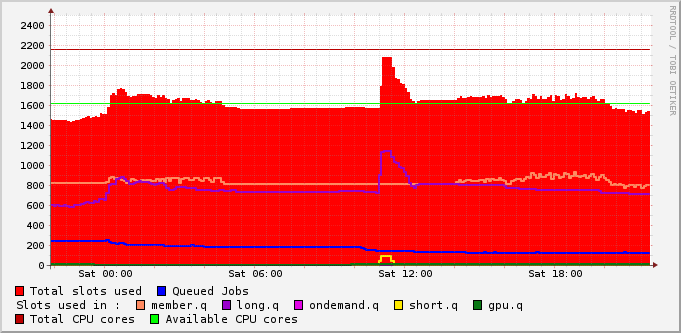 RRDTOOL / TOBI OETIKER
2400
2200
2000
1800
1600
1400
1200
1000
800
600
400
200
0
Sat 00:00 Sat 06:00 Sat 12:00 Sat 18:00
Total slots used Queued Jobs
Slots used in : member.q long.q ondemand.q short.q gpu.q
Total CPU cores Available CPU cores